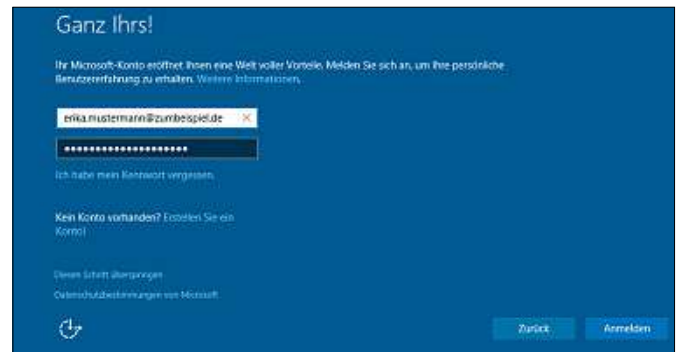 Ganz Ihrs!
Ihr Microsoft-Konto eröffnet Ihnen eine Welt voller Vorteile. Melden Sie sich an, um Ihre persönliche
Benutzererfahrung zu erhalten. Weitere Informationen.
erika.mustermann@zumbeispiel.de
Ich habe mein Kennwort vergessen.
Kein Konto vorhanden? Erstellen Sie ein
Konto!
Diesen Schritt überspringen
Datenschutzbestimmungen von Microsoft
Zurück
Anmelden